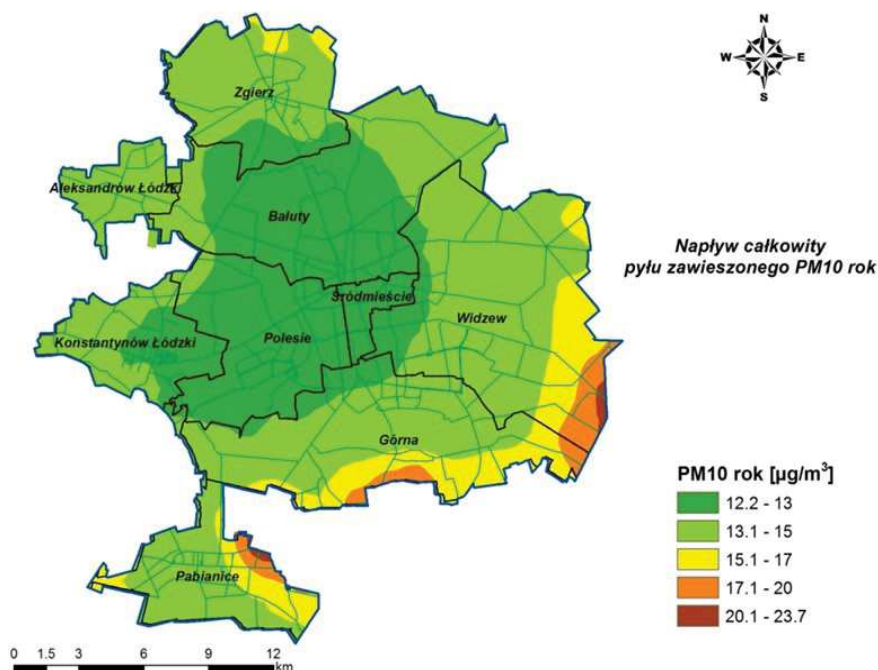 N
W E
S
Zgierz
Aleksandrów Łódzki
Bałuty
Napływ całkowity
pyłu zawieszonego PM10 rok
Śródmieście
Widzew
Konstantynów Łódzki
Polesie
Górna
PM10 rok [µg/m³]
12.2 - 13
13.1 - 15
15.1 - 17
17.1 - 20
20.1 - 23.7
Pabianice
0 1.5 3 6 9 12
km